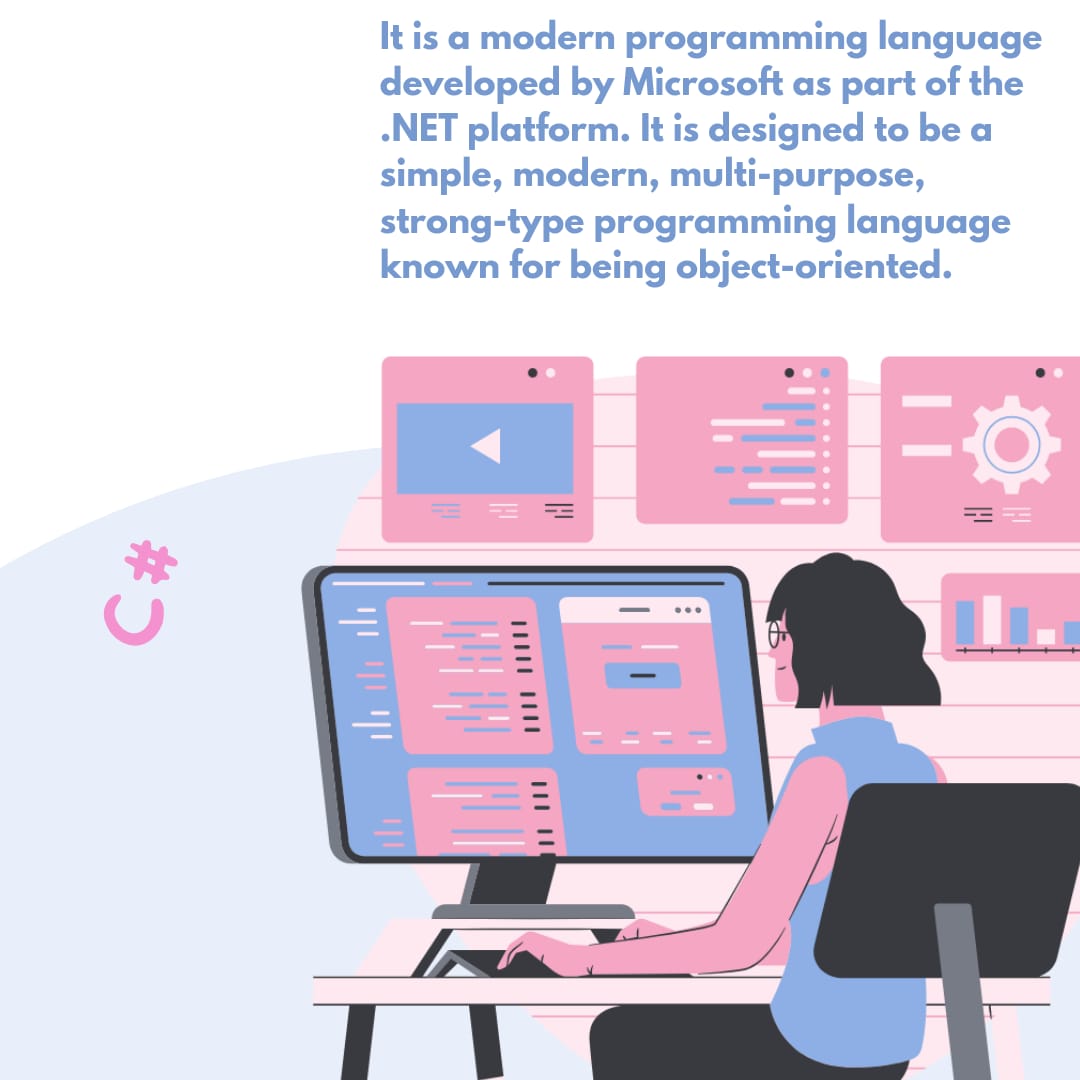 It is a modern programming language
developed by Microsoft as part of the
.NET platform. It is designed to be a
simple, modern, multi-purpose,
strong-type programming language
known for being object-oriented.
C#